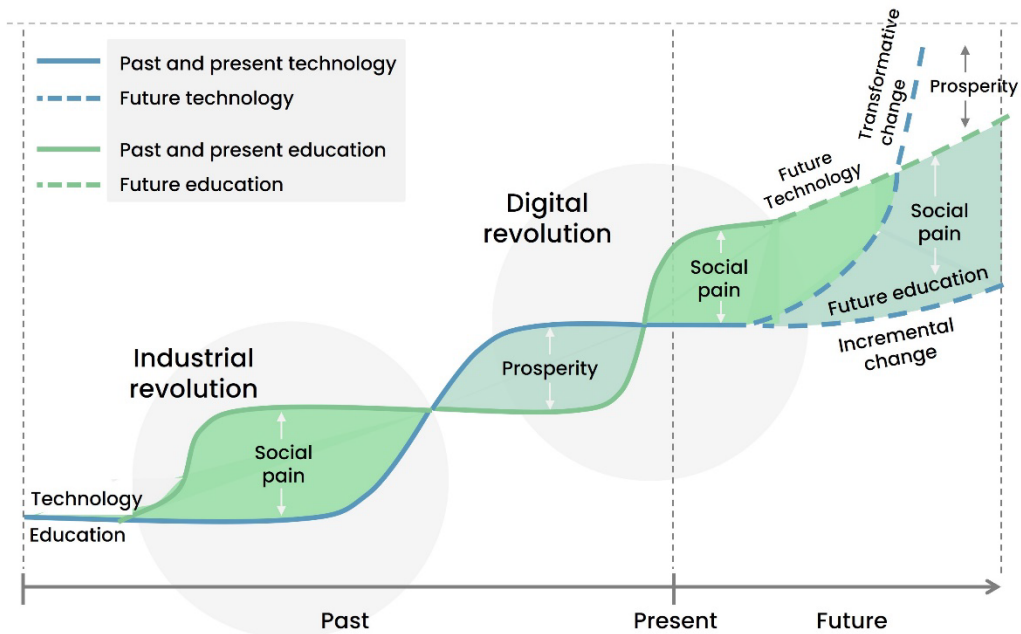 Past and present technology
Future technology
Past and present education
Future education
Transformative
change
Prosperity
Future
Technology
Digital
revolution
Social
pain
Social
pain
Future education
Incremental
change
Industrial
revolution
Prosperity
Social
pain
Technology
Education
Past
Present
Future